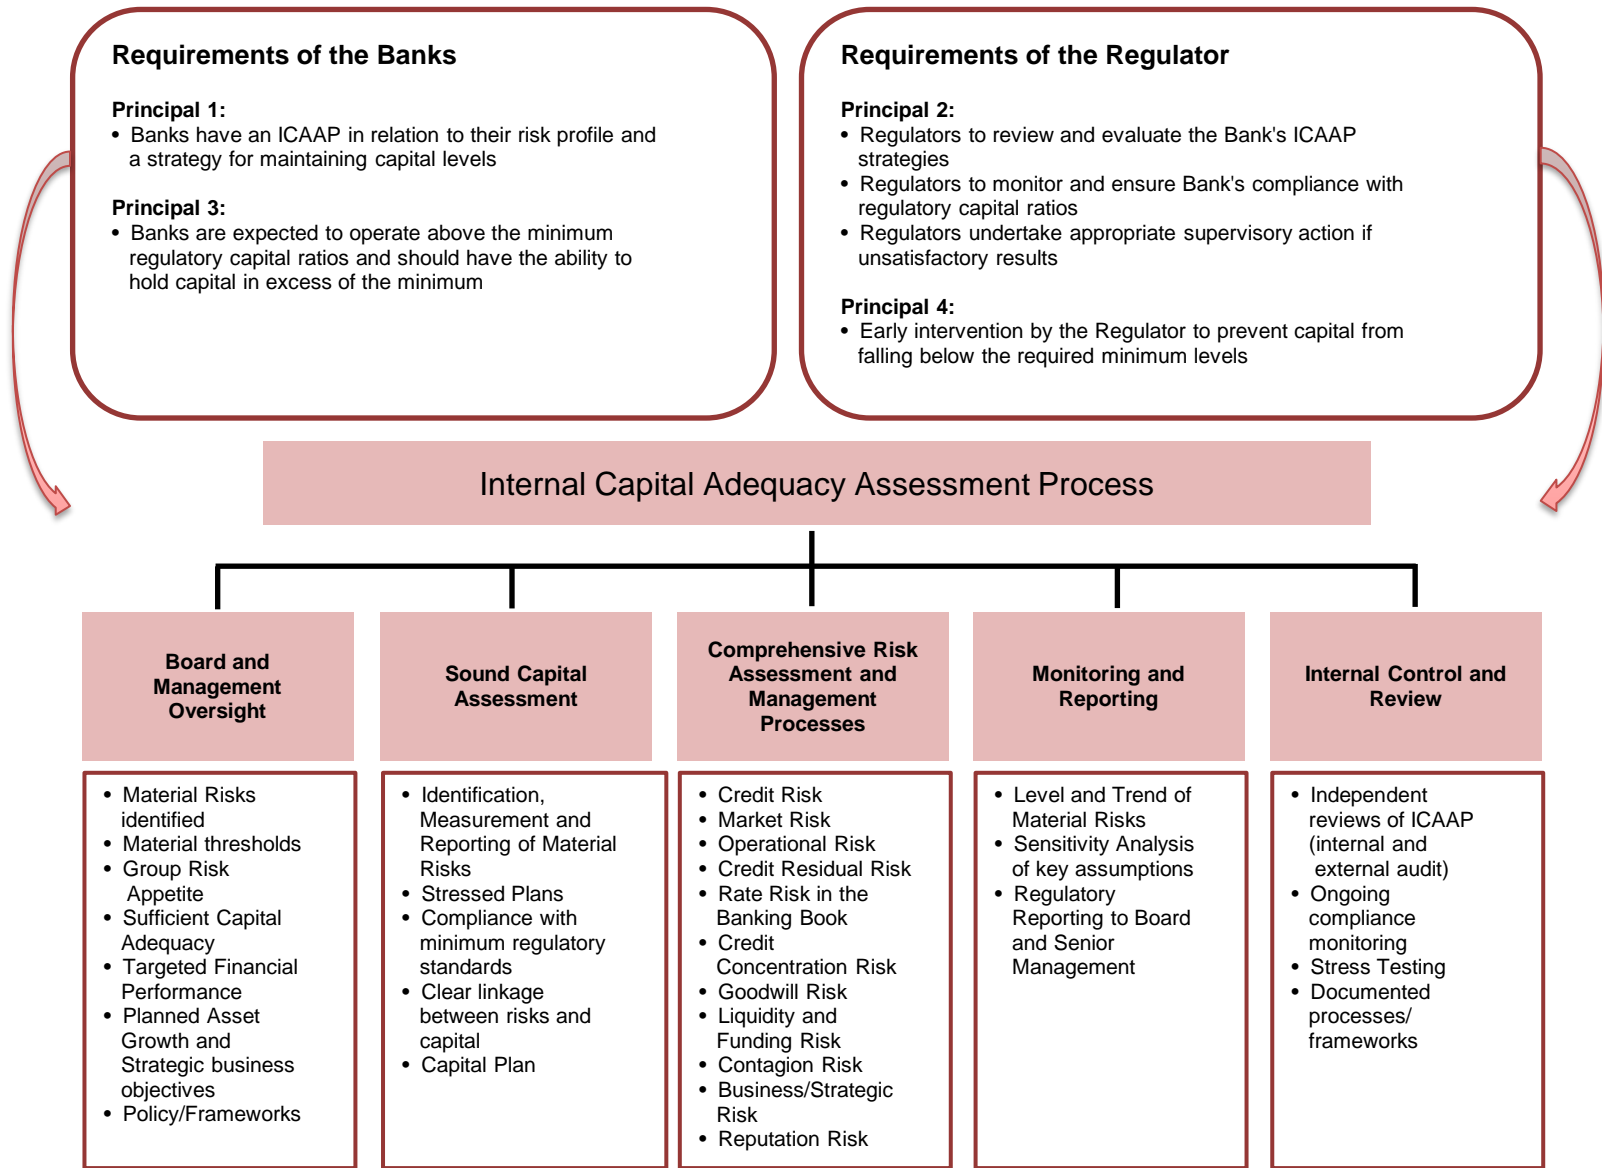 Requirements of the Banks
Principal 1:
• Banks have an ICAAP in relation to their risk profile and
a strategy for maintaining capital levels
Principal 3:
• Banks are expected to operate above the minimum
regulatory capital ratios and should have the ability to
hold capital in excess of the minimum
Requirements of the Regulator
Principal 2:
• Regulators to review and evaluate the Bank's ICAAP
strategies
• Regulators to monitor and ensure Bank's compliance with
regulatory capital ratios
• Regulators undertake appropriate supervisory action if
unsatisfactory results
Principal 4:
• Early intervention by the Regulator to prevent capital from
falling below the required minimum levels
Internal Capital Adequacy Assessment Process
Board and
Management
Oversight
• Material Risks
identified
• Material thresholds
• Group Risk
Appetite
• Sufficient Capital
Adequacy
• Targeted Financial
Performance
• Planned Asset
Growth and
Strategic business
objectives
• Policy/Frameworks
Sound Capital
Assessment
• Identification,
Measurement and
Reporting of Material
Risks
• Stressed Plans
• Compliance with
minimum regulatory
standards
• Clear linkage
between risks and
capital
• Capital Plan
Comprehensive Risk
Assessment and
Management
Processes
• Credit Risk
• Market Risk
• Operational Risk
• Credit Residual Risk
• Rate Risk in the
Banking Book
• Credit
Concentration Risk
• Goodwill Risk
• Liquidity and
Funding Risk
• Contagion Risk
• Business/Strategic
Risk
• Reputation Risk
Monitoring and
Reporting
• Level and Trend of
Material Risks
• Sensitivity Analysis
of key assumptions
• Regulatory
Reporting to Board
and Senior
Management
Internal Control and
Review
• Independent
reviews of ICAAP
(internal and
external audit)
• Ongoing
compliance
monitoring
• Stress Testing
• Documented
processes/
frameworks